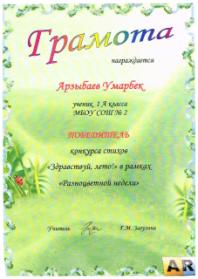 Грамота
награждается
Арзыбаев Умарбек
ученик 1 А класса
МБОУ СОШ № 2
ПОБЕДИТЕЛЬ
конкурса стихов
«Здравствуй, лето!» в рамках
«Разноцветной недели»
Учитель Г.М. Загузина
AR